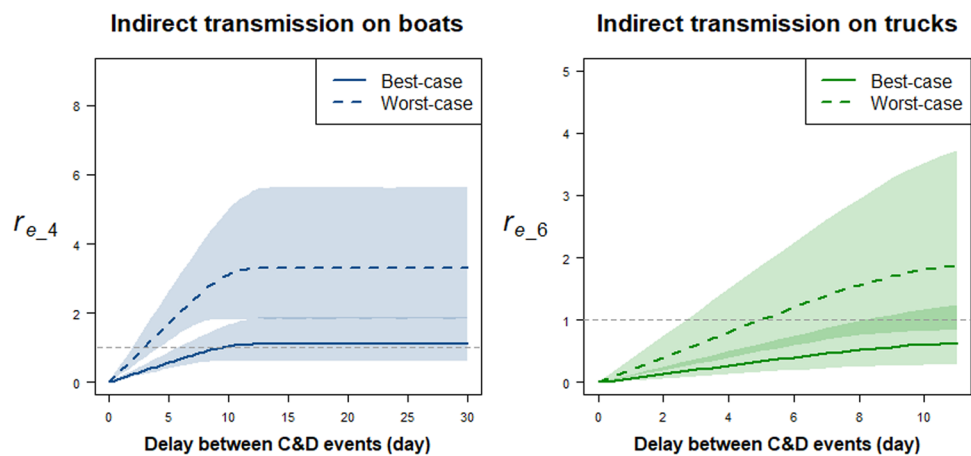 Indirect transmission on boats
Best-case
Worst-case
8
6
4
2
0
r e_4
0 5 10 15 20 25 30
Delay between C&D events (day)
Indirect transmission on trucks
Best-case
Worst-case
5
4
3
2
1
0
r e_6
0 2 4 6 8 10
Delay between C&D events (day)